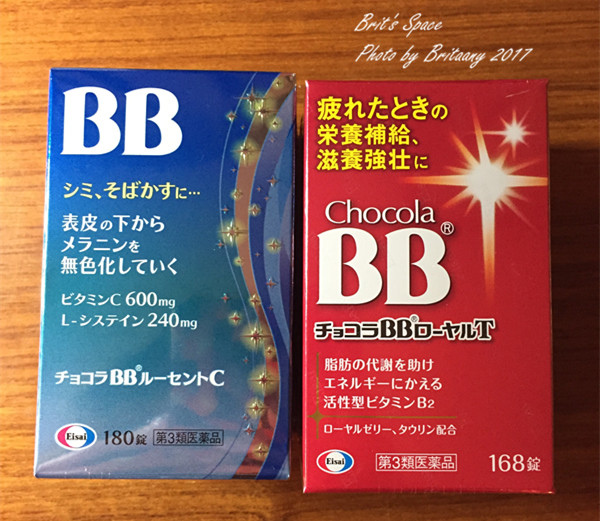 Brit's Space
Photo by Britaany 2017
BB
シミ、そばかすに…
表皮の下から
メラニンを
無色化していく
ビタミンC 600mg
L-システイン 240mg
チョコラBB®ルーセントC
Eisai 180錠 第3類医薬品
疲れたときの
栄養補給、
滋養強壮に
Chocola
BB®
チョコラBB®ローヤルT
脂肪の代謝を助け
エネルギーにかえる
活性型ビタミンB2
ローヤルゼリー、タウリン配合
Eisai 第3類医薬品 168錠